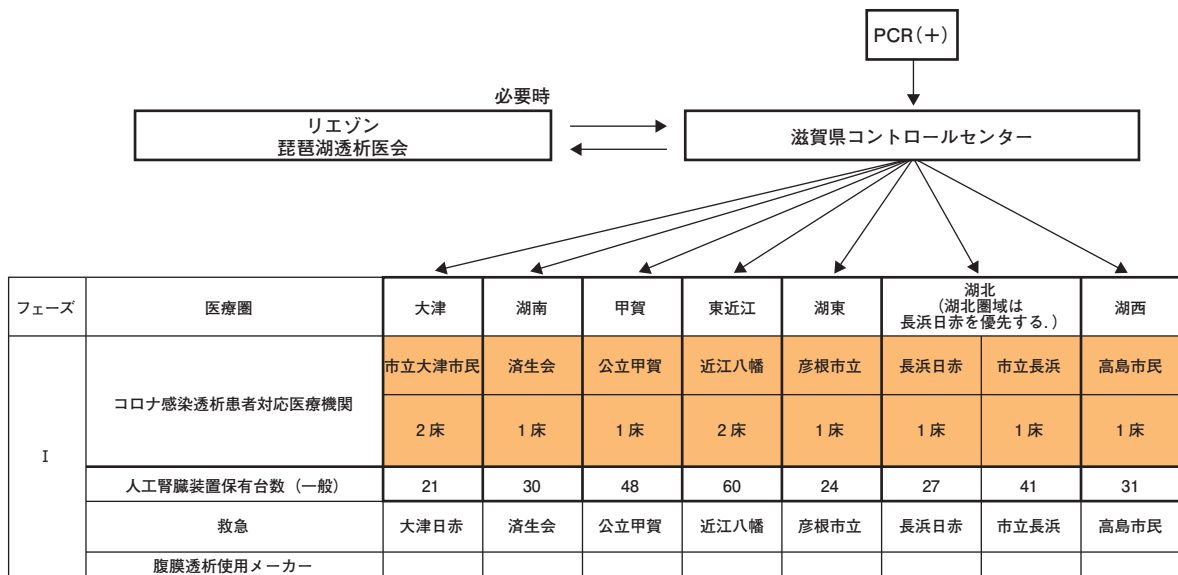 PCR(+)
必要時
リエゾン
琵琶湖透析医会
滋賀県コントロールセンター
フェーズ 医療圏 大津 湖南 甲賀 東近江 湖東 湖北 湖西
(湖北圏域は
長浜日赤を優先する.)
I
コロナ感染透析患者対応医療機関
市立大津市民 済生会 公立甲賀 近江八幡 彦根市立 長浜日赤 市立長浜 高島市民
2床 1床 1床 2床 1床 1床 1床 1床
人工腎臓装置保有台数(一般) 21 30 48 60 24 27 41 31
救急 大津日赤 済生会 公立甲賀 近江八幡 彦根市立 長浜日赤 市立長浜 高島市民
腹膜透析使用メーカー